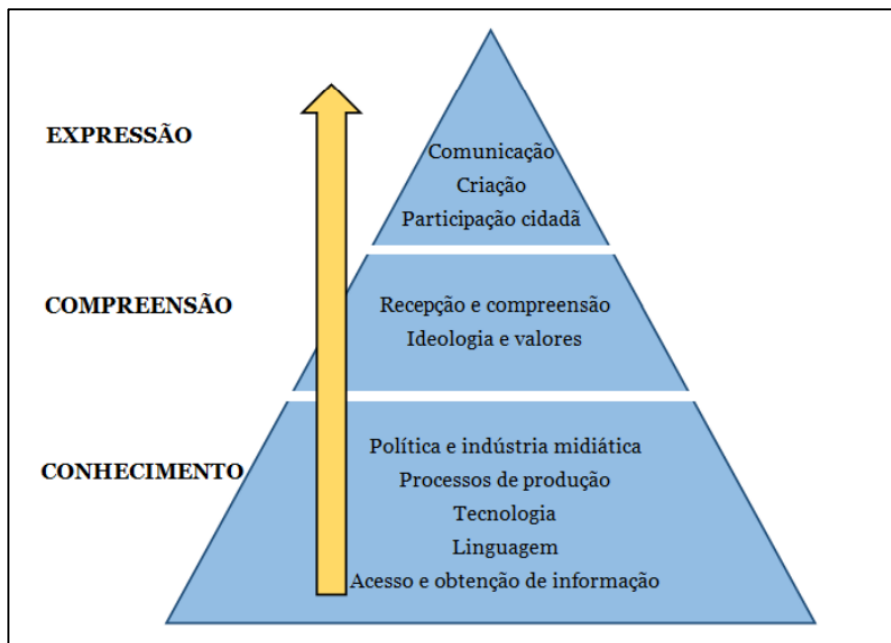 EXPRESSÃO
Comunicação
Criação
Participação cidadã
COMPREENSÃO
Recepção e compreensão
Ideologia e valores
CONHECIMENTO
Política e indústria midiática
Processos de produção
Tecnologia
Linguagem
Acesso e obtenção de informação